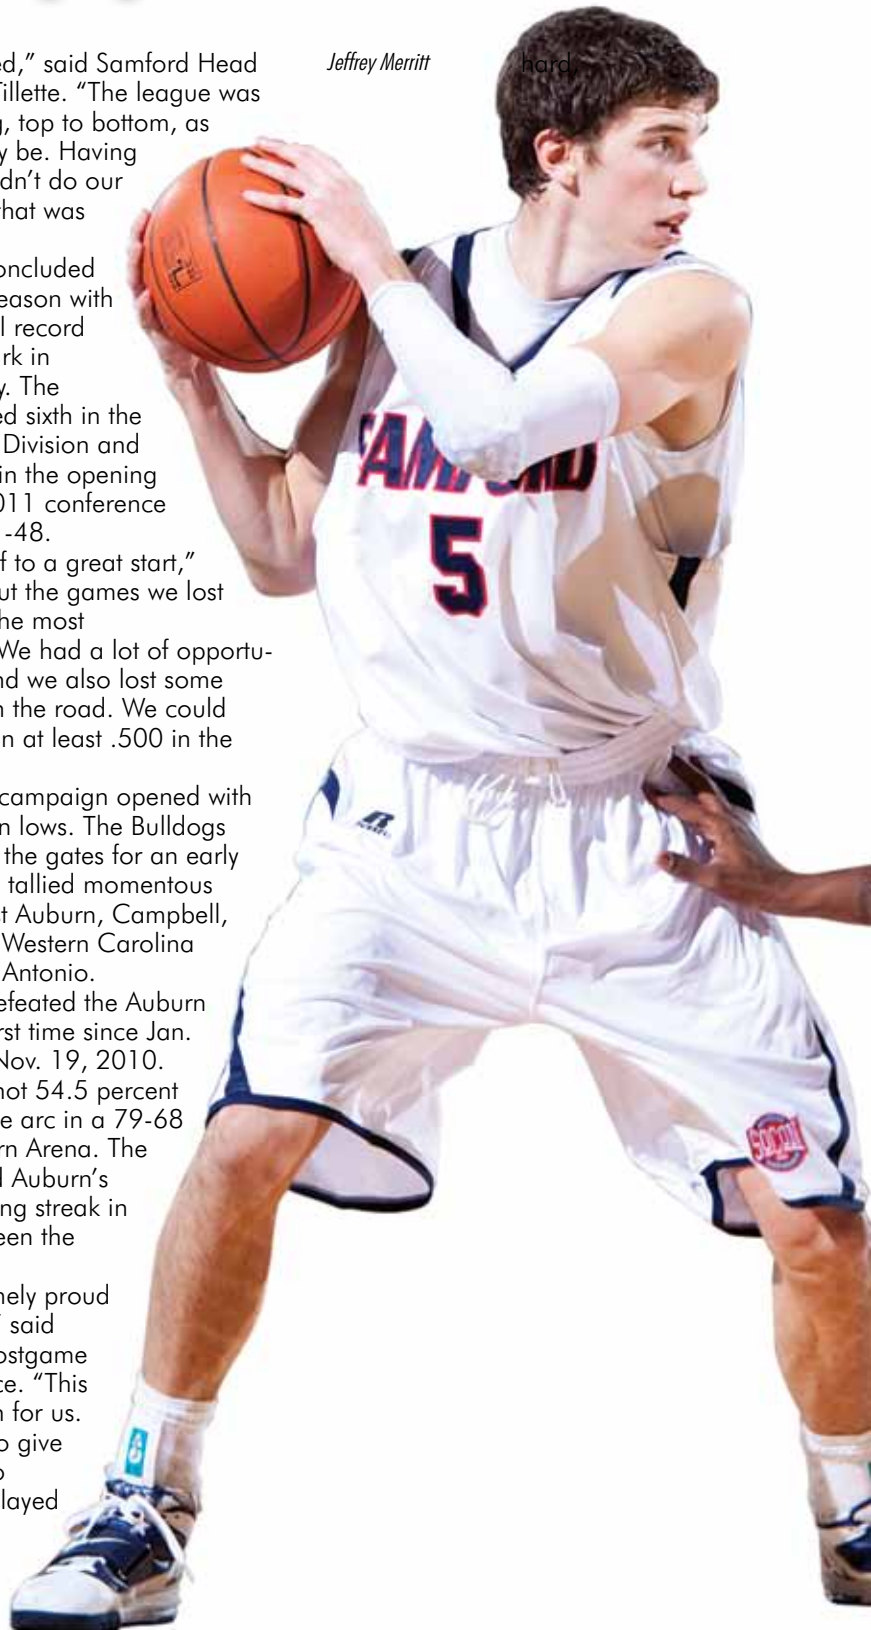 ed,” said Samford Head
Tillette. “The league was
g, top to bottom, as
y be. Having
dn’t do our
that was
oncluded
eason with
l record
rk in
y. The
ed sixth in the
Division and
in the opening
011 conference
1-48.
ff to a great start,”
ut the games we lost
he most
We had a lot of opportu-
nd we also lost some
n the road. We could
en at least .500 in the
campaign opened with
n lows. The Bulldogs
the gates for an early
tallied momentous
t Auburn, Campbell,
Western Carolina
Antonio.
efeated the Auburn
rst time since Jan.
Nov. 19, 2010.
hot 54.5 percent
e arc in a 79-68
rn Arena. The
d Auburn’s
ng streak in
een the
nely proud
” said
ostgame
ce. “This
n for us.
o give
o
layed
Jeffrey Merritt
hard,
SAMFORD
5
SOCON